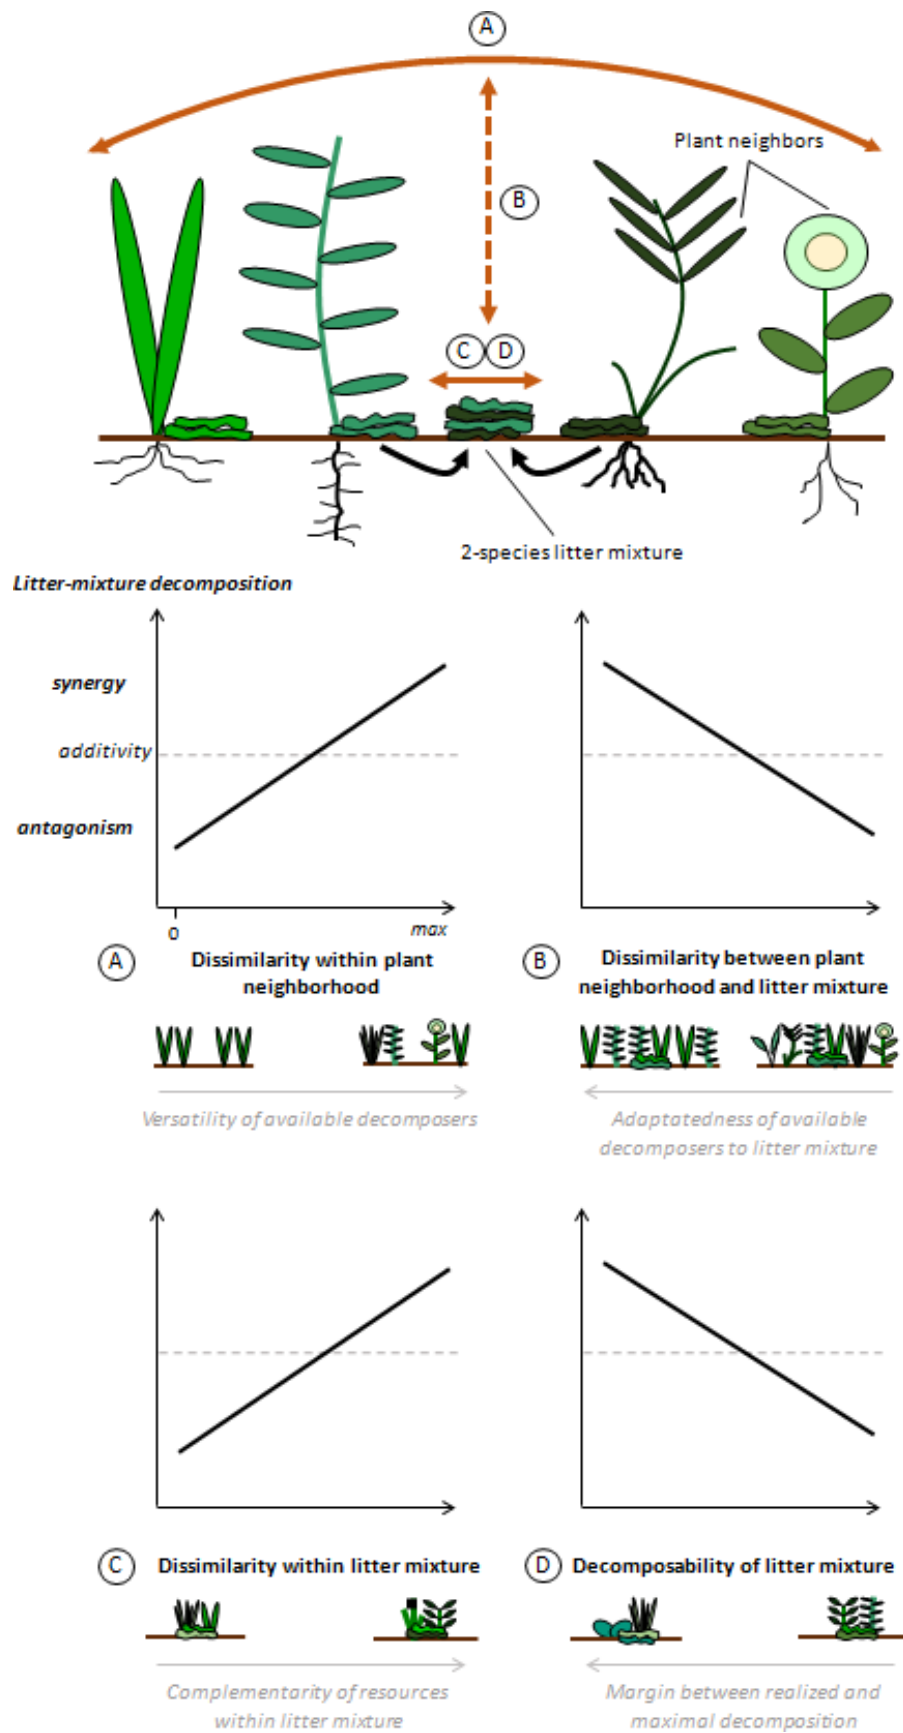 A
Plant neighbors
B
C D
2-species litter mixture
Litter-mixture decomposition
synergy
additivity
antagonism
0
max
A Dissimilarity within plant
neighborhood
B Dissimilarity between plant
neighborhood and litter mixture
Versatility of available decomposers
Adaptatedness of available
decomposers to litter mixture
C Dissimilarity within litter mixture
D Decomposability of litter mixture
Complementarity of resources
within litter mixture
Margin between realized and
maximal decomposition